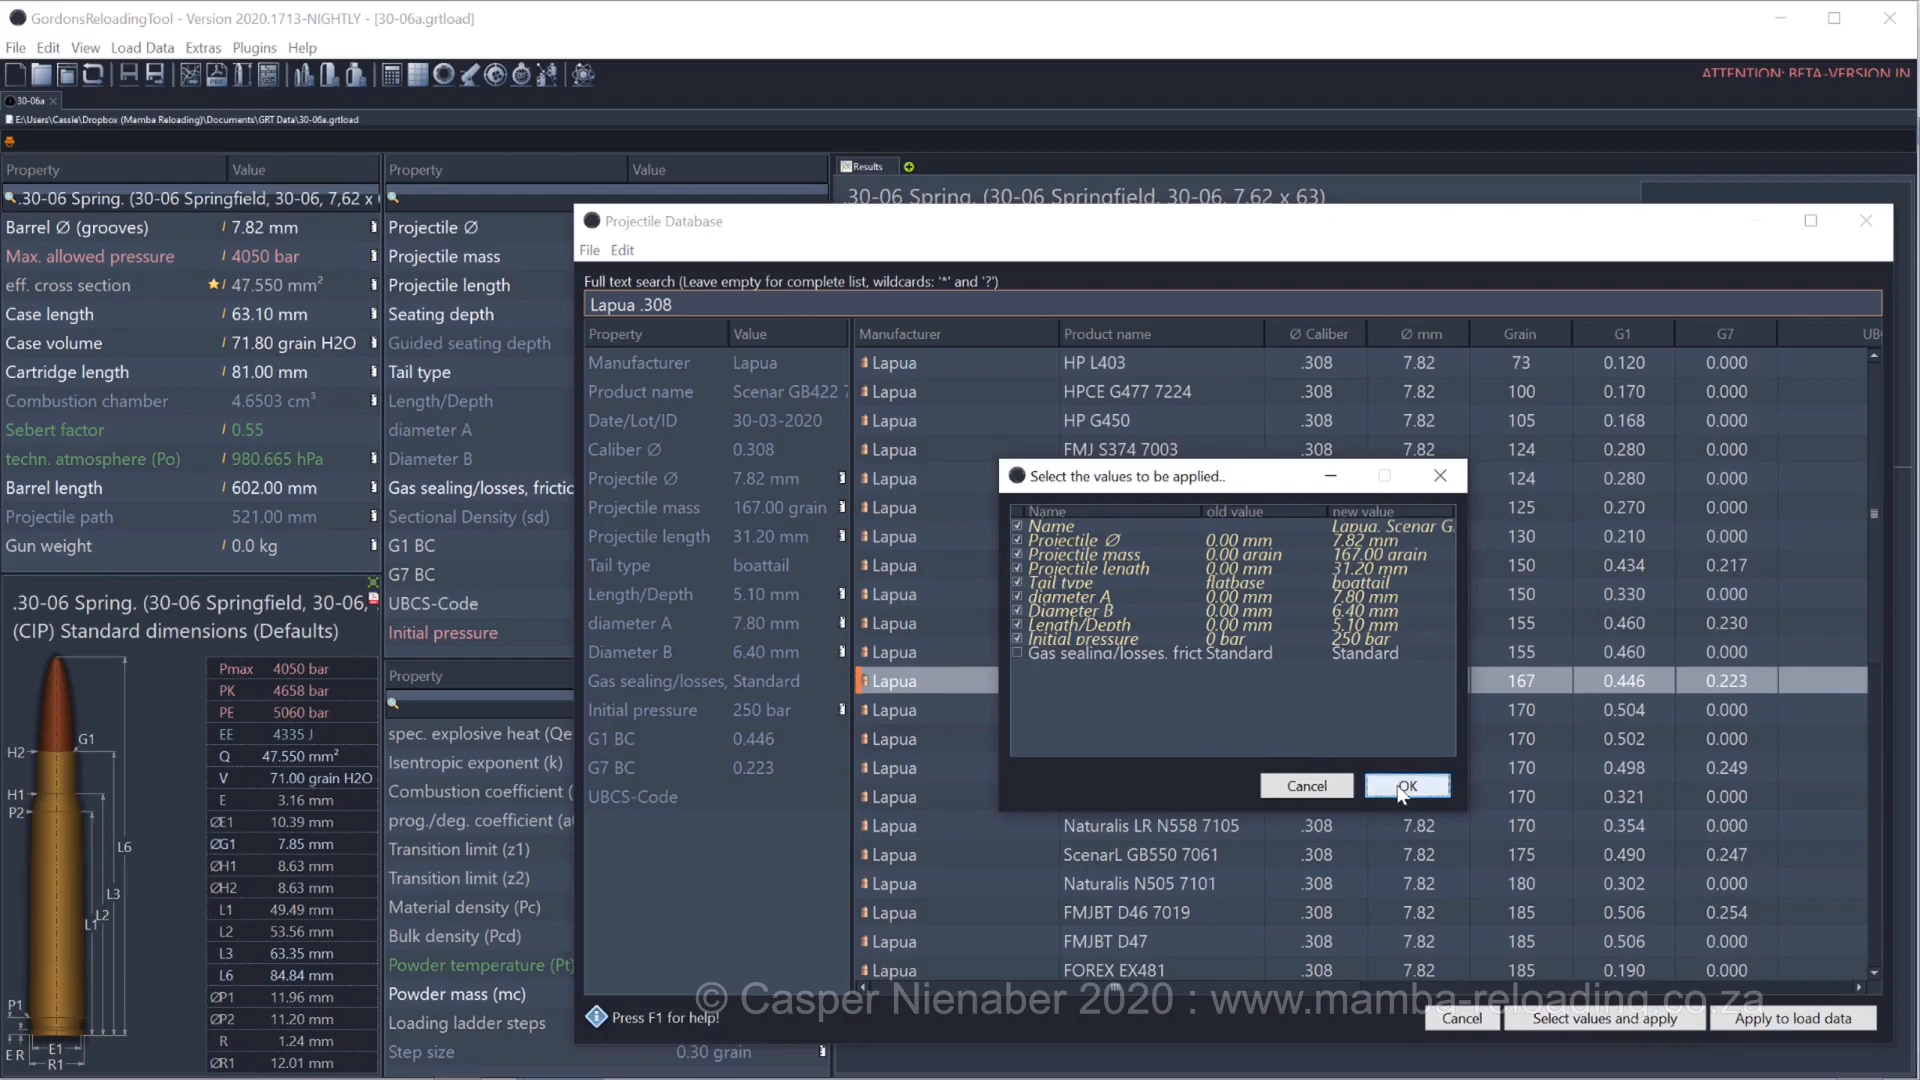 GordonsReloadingTool - Version 2020.1713-NIGHTLY - [30-06a.grtload]
File Edit View Load Data Extras Plugins Help
ATTENTION: BETA-VERSION IN
30-06a
E:\Users\Cassie\Dropbox (Mamba Reloading)\Documents\GRT Data\30-06a.grtload
Property Value
.30-06 Spring. (30-06 Springfield, 30-06, 7,62 x
Barrel Ø (grooves) 7.82 mm
Max. allowed pressure 4050 bar
eff. cross section 47.550 mm²
Case length 63.10 mm
Case volume 71.80 grain H2O
Cartridge length 81.00 mm
Combustion chamber 4.6503 cm³
Sebert factor 0.55
techn. atmosphere (Po) 980.665 hPa
Barrel length 602.00 mm
Projectile path 521.00 mm
Gun weight 0.0 kg
.30-06 Spring. (30-06 Springfield, 30-06,
(CIP) Standard dimensions (Defaults)
Pmax 4050 bar
PK 4658 bar
PE 5060 bar
EE 4335 J
Q 47.550 mm²
V 71.00 grain H2O
E 3.16 mm
ØE1 10.39 mm
ØG1 7.85 mm
ØH1 8.63 mm
ØH2 8.63 mm
L1 49.49 mm
L2 53.56 mm
L3 63.35 mm
L6 84.84 mm
ØP1 11.96 mm
ØP2 11.20 mm
R 1.24 mm
ØR1 12.01 mm
G1
H2
H1
P2
L6
L3
L2
L1
P1
E R
E1
R1
Property Value
Projectile Ø
Projectile mass
Projectile length
Seating depth
Guided seating depth
Tail type
Length/Depth
diameter A
Diameter B
Gas sealing/losses, frictio
Sectional Density (sd)
G1 BC
G7 BC
UBCS-Code
Initial pressure
Property
spec. explosive heat (Qe
Isentropic exponent (k)
Combustion coefficient (
prog./deg. coefficient (a
Transition limit (z1)
Transition limit (z2)
Material density (Pc)
Bulk density (Pcd)
Powder temperature (Pt)
Powder mass (mc)
Loading ladder steps
Step size 0.30 grain
Results
.30-06 Spring. (30-06 Springfield, 30-06, 7,62 x 63)
Projectile Database
File Edit
Full text search (Leave empty for complete list, wildcards: '*' and '?')
Lapua .308
Property Value
Manufacturer Lapua
Product name Scenar GB422 7
Date/Lot/ID 30-03-2020
Caliber Ø 0.308
Projectile Ø 7.82 mm
Projectile mass 167.00 grain
Projectile length 31.20 mm
Tail type boattail
Length/Depth 5.10 mm
diameter A 7.80 mm
Diameter B 6.40 mm
Gas sealing/losses, Standard
Initial pressure 250 bar
G1 BC 0.446
G7 BC 0.223
UBCS-Code
Manufacturer Product name Ø Caliber Ø mm Grain G1 G7 UBC
Lapua HP L403 .308 7.82 73 0.120 0.000
Lapua HPCE G477 7224 .308 7.82 100 0.170 0.000
Lapua HP G450 .308 7.82 105 0.168 0.000
Lapua FMJ S374 7003 .308 7.82 124 0.280 0.000
Lapua 124 0.280 0.000
Lapua 125 0.270 0.000
Lapua 130 0.210 0.000
Lapua 150 0.434 0.217
Lapua 150 0.330 0.000
Lapua 155 0.460 0.230
Lapua 155 0.460 0.000
Lapua 167 0.446 0.223
Lapua 170 0.504 0.000
Lapua 170 0.502 0.000
Lapua 170 0.498 0.249
Lapua 170 0.321 0.000
Lapua Naturalis LR N558 7105 .308 7.82 170 0.354 0.000
Lapua ScenarL GB550 7061 .308 7.82 175 0.490 0.247
Lapua Naturalis N505 7101 .308 7.82 180 0.302 0.000
Lapua FMJBT D46 7019 .308 7.82 185 0.506 0.254
Lapua FMJBT D47 .308 7.82 185 0.506 0.000
Lapua FOREX EX481 .308 7.82 185 0.190 0.000
Select the values to be applied..
Name old value new value
Name Lapua. Scenar G
Projectile Ø 0.00 mm 7.82 mm
Projectile mass 0.00 grain 167.00 grain
Projectile length 0.00 mm 31.20 mm
Tail type flatbase boattail
diameter A 0.00 mm 7.80 mm
Diameter B 0.00 mm 6.40 mm
Length/Depth 0.00 mm 5.10 mm
Initial pressure 0 bar 250 bar
Gas sealing/losses. frict Standard Standard
Cancel OK
© Casper Nienaber 2020 : www.mamba-reloading.co.za
Press F1 for help!
Cancel Select values and apply Apply to load data